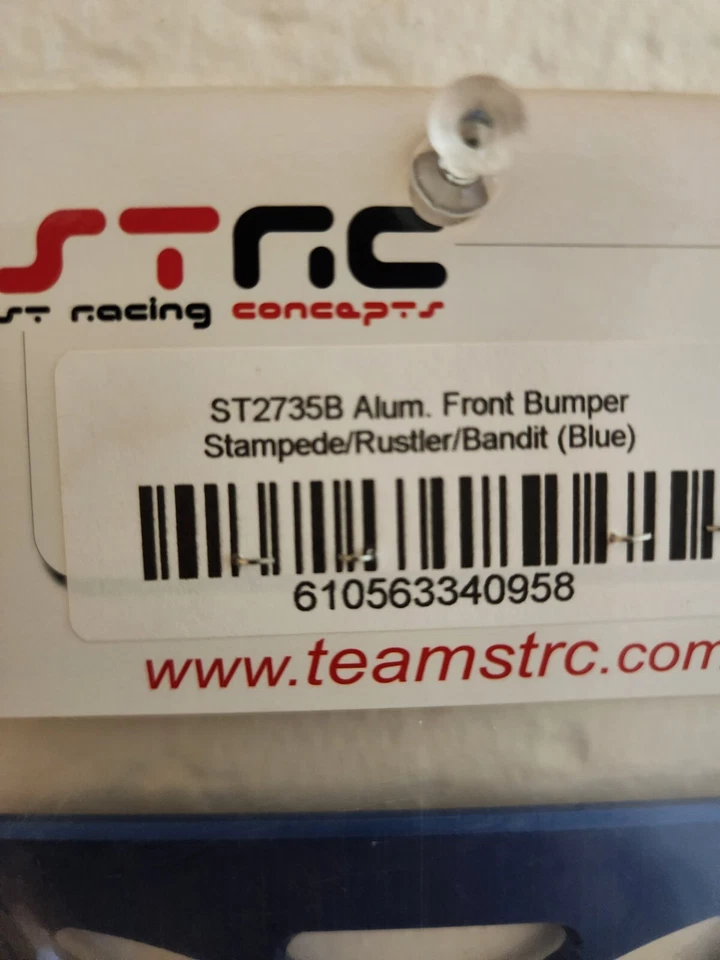 STRC
ST racing concepts
ST2735B Alum. Front Bumper
Stampede/Rustler/Bandit (Blue)
610563340958
www.teamstrc.com